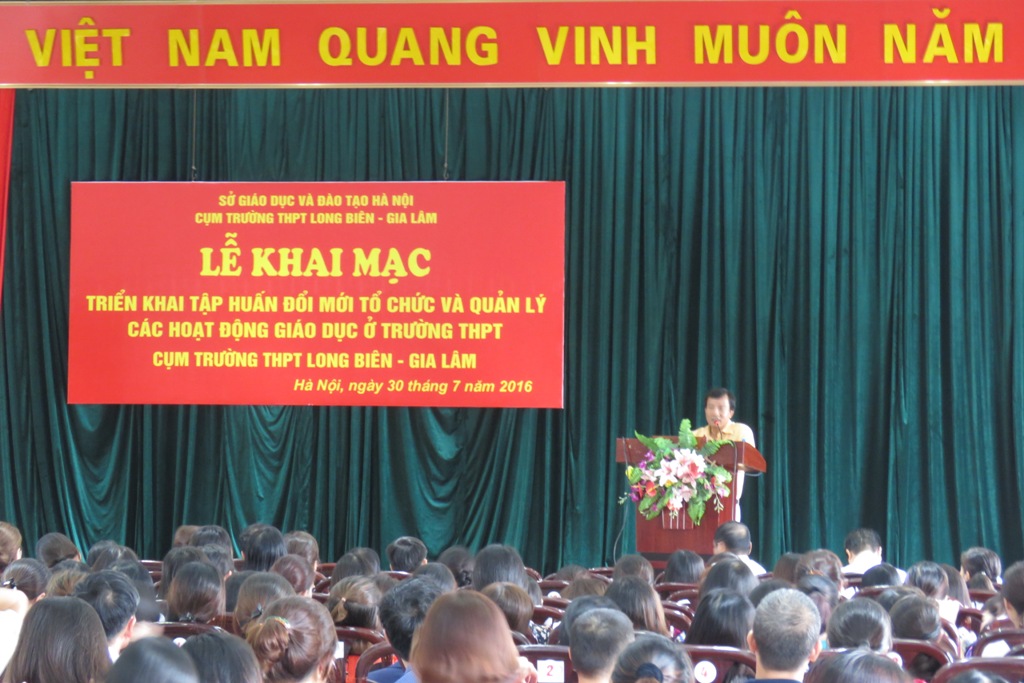 VIỆT NAM QUANG VINH MUÔN NĂM
SỞ GIÁO DỤC VÀ ĐÀO TẠO HÀ NỘI
CỤM TRƯỜNG THPT LONG BIÊN - GIA LÂM
LỄ KHAI MẠC
TRIỂN KHAI TẬP HUẤN ĐỔI MỚI TỔ CHỨC VÀ QUẢN LÝ
CÁC HOẠT ĐỘNG GIÁO DỤC Ở TRƯỜNG THPT
CỤM TRƯỜNG THPT LONG BIÊN - GIA LÂM
Hà Nội, ngày 30 tháng 7 năm 2016
2
4